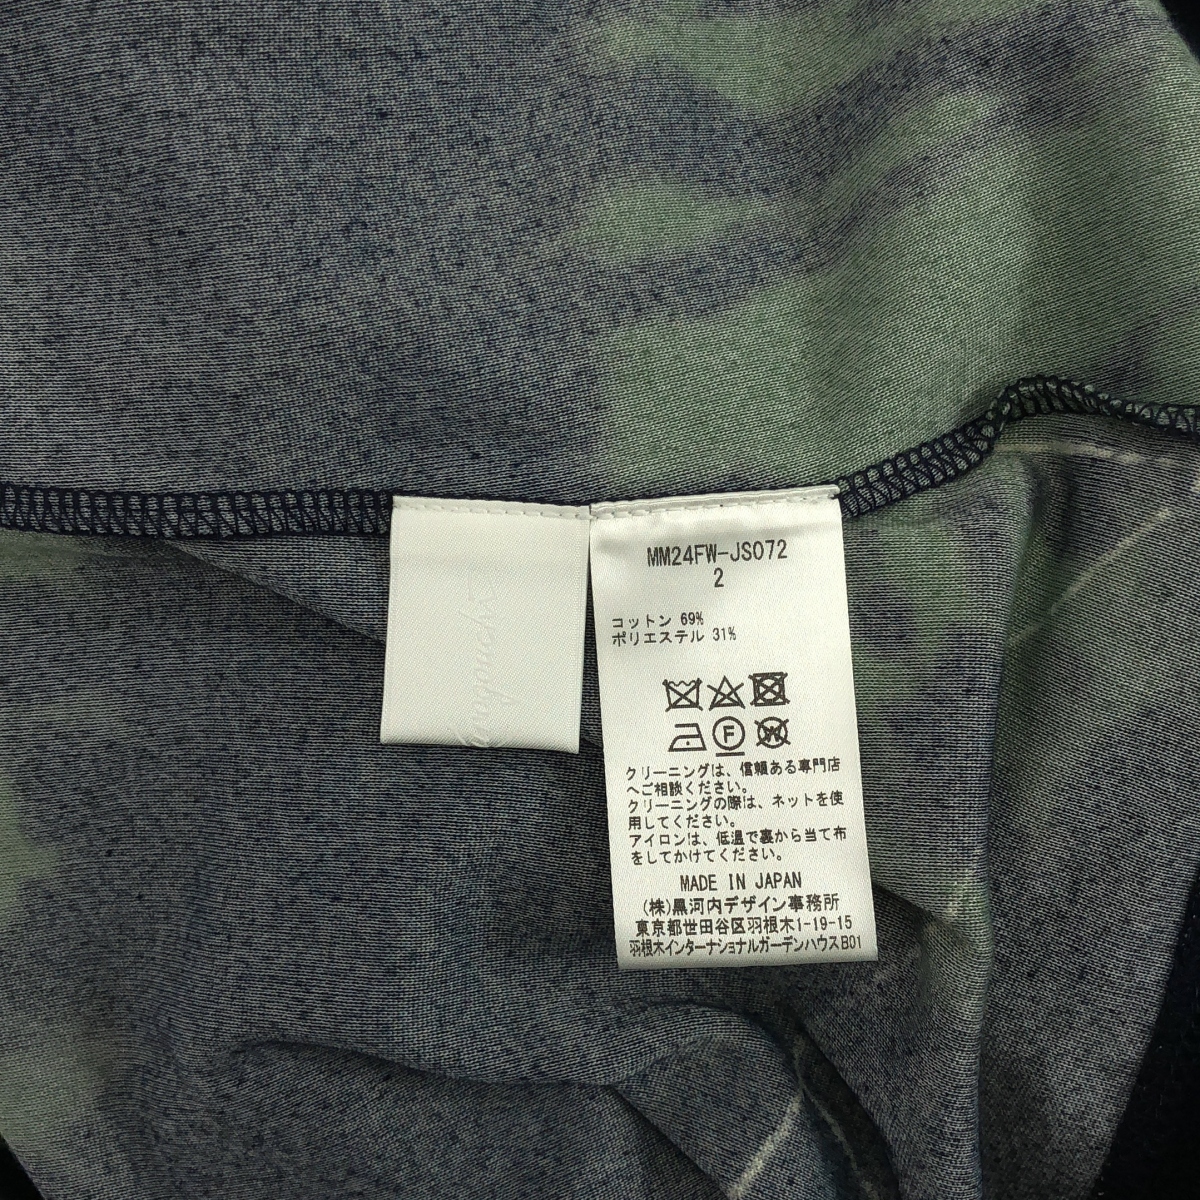 MM24FW-JS072
2
コットン 69%
ポリエステル 31%
F
W
クリーニングは、信頼ある専門店
へご相談ください。
クリーニングの際は、ネットを使
用してください。
アイロンは、低温で裏から当て布
をしてかけてください。
MADE IN JAPAN
(株)黒河内デザイン事務所
東京都世田谷区羽根木1-19-15
羽根木インターナショナルガーデンハウスB01